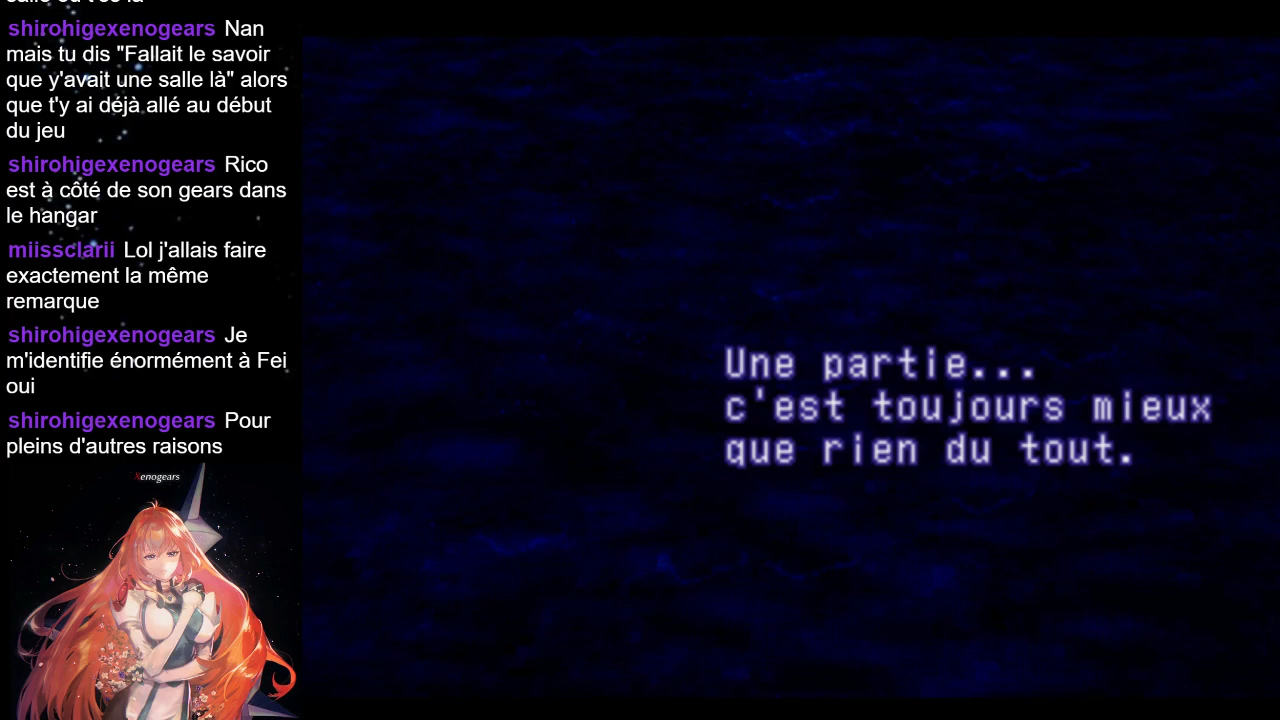 shirohigexenogears Nan
mais tu dis "Fallait le savoir
que y'avait une salle là" alors
que t'y ai déjà allé au début
du jeu
shirohigexenogears Rico
est à côté de son gears dans
le hangar
miissclarii Lol j'allais faire
exactement la même
remarque
shirohigexenogears Je
m'identifie énormément à Fei
oui
shirohigexenogears Pour
pleins d'autres raisons
Xenogears
Une partie...
c'est toujours mieux
que rien du tout.